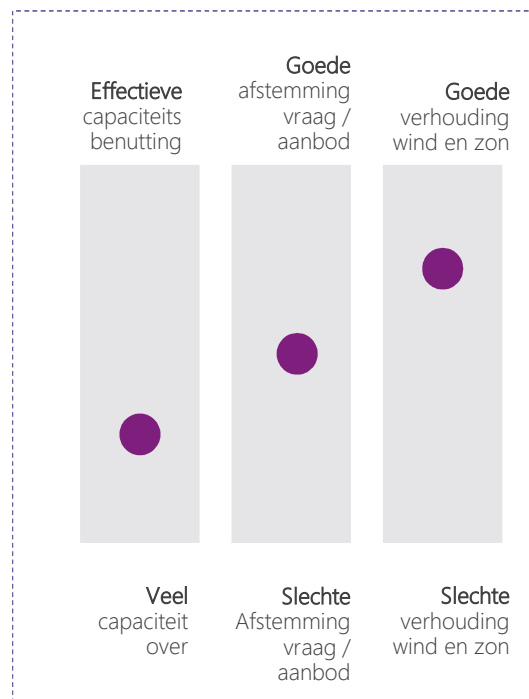 Effectieve
capaciteits
benutting
Goede
afstemming
vraag /
aanbod
Goede
verhouding
wind en zon
Veel
capaciteit
over
Slechte
Afstemming
vraag /
aanbod
Slechte
verhouding
wind en zon